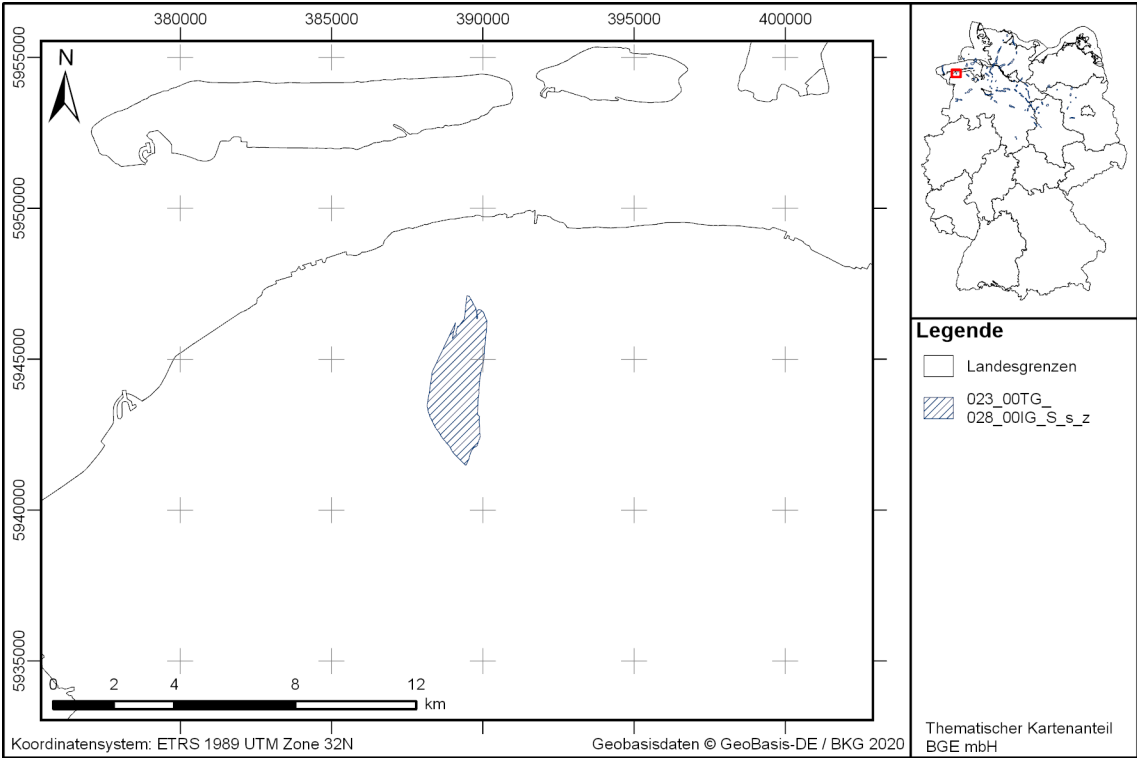 380000 385000 390000 395000 400000
5955000
5950000
5945000
5940000
5935000
N
0 2 4 8 12
km
Koordinatensystem: ETRS 1989 UTM Zone 32N
Geobasisdaten © GeoBasis-DE / BKG 2020
Legende
Landesgrenzen
023_00TG_
028_00IG_S_s_z
Thematischer Kartenanteil
BGE mbH